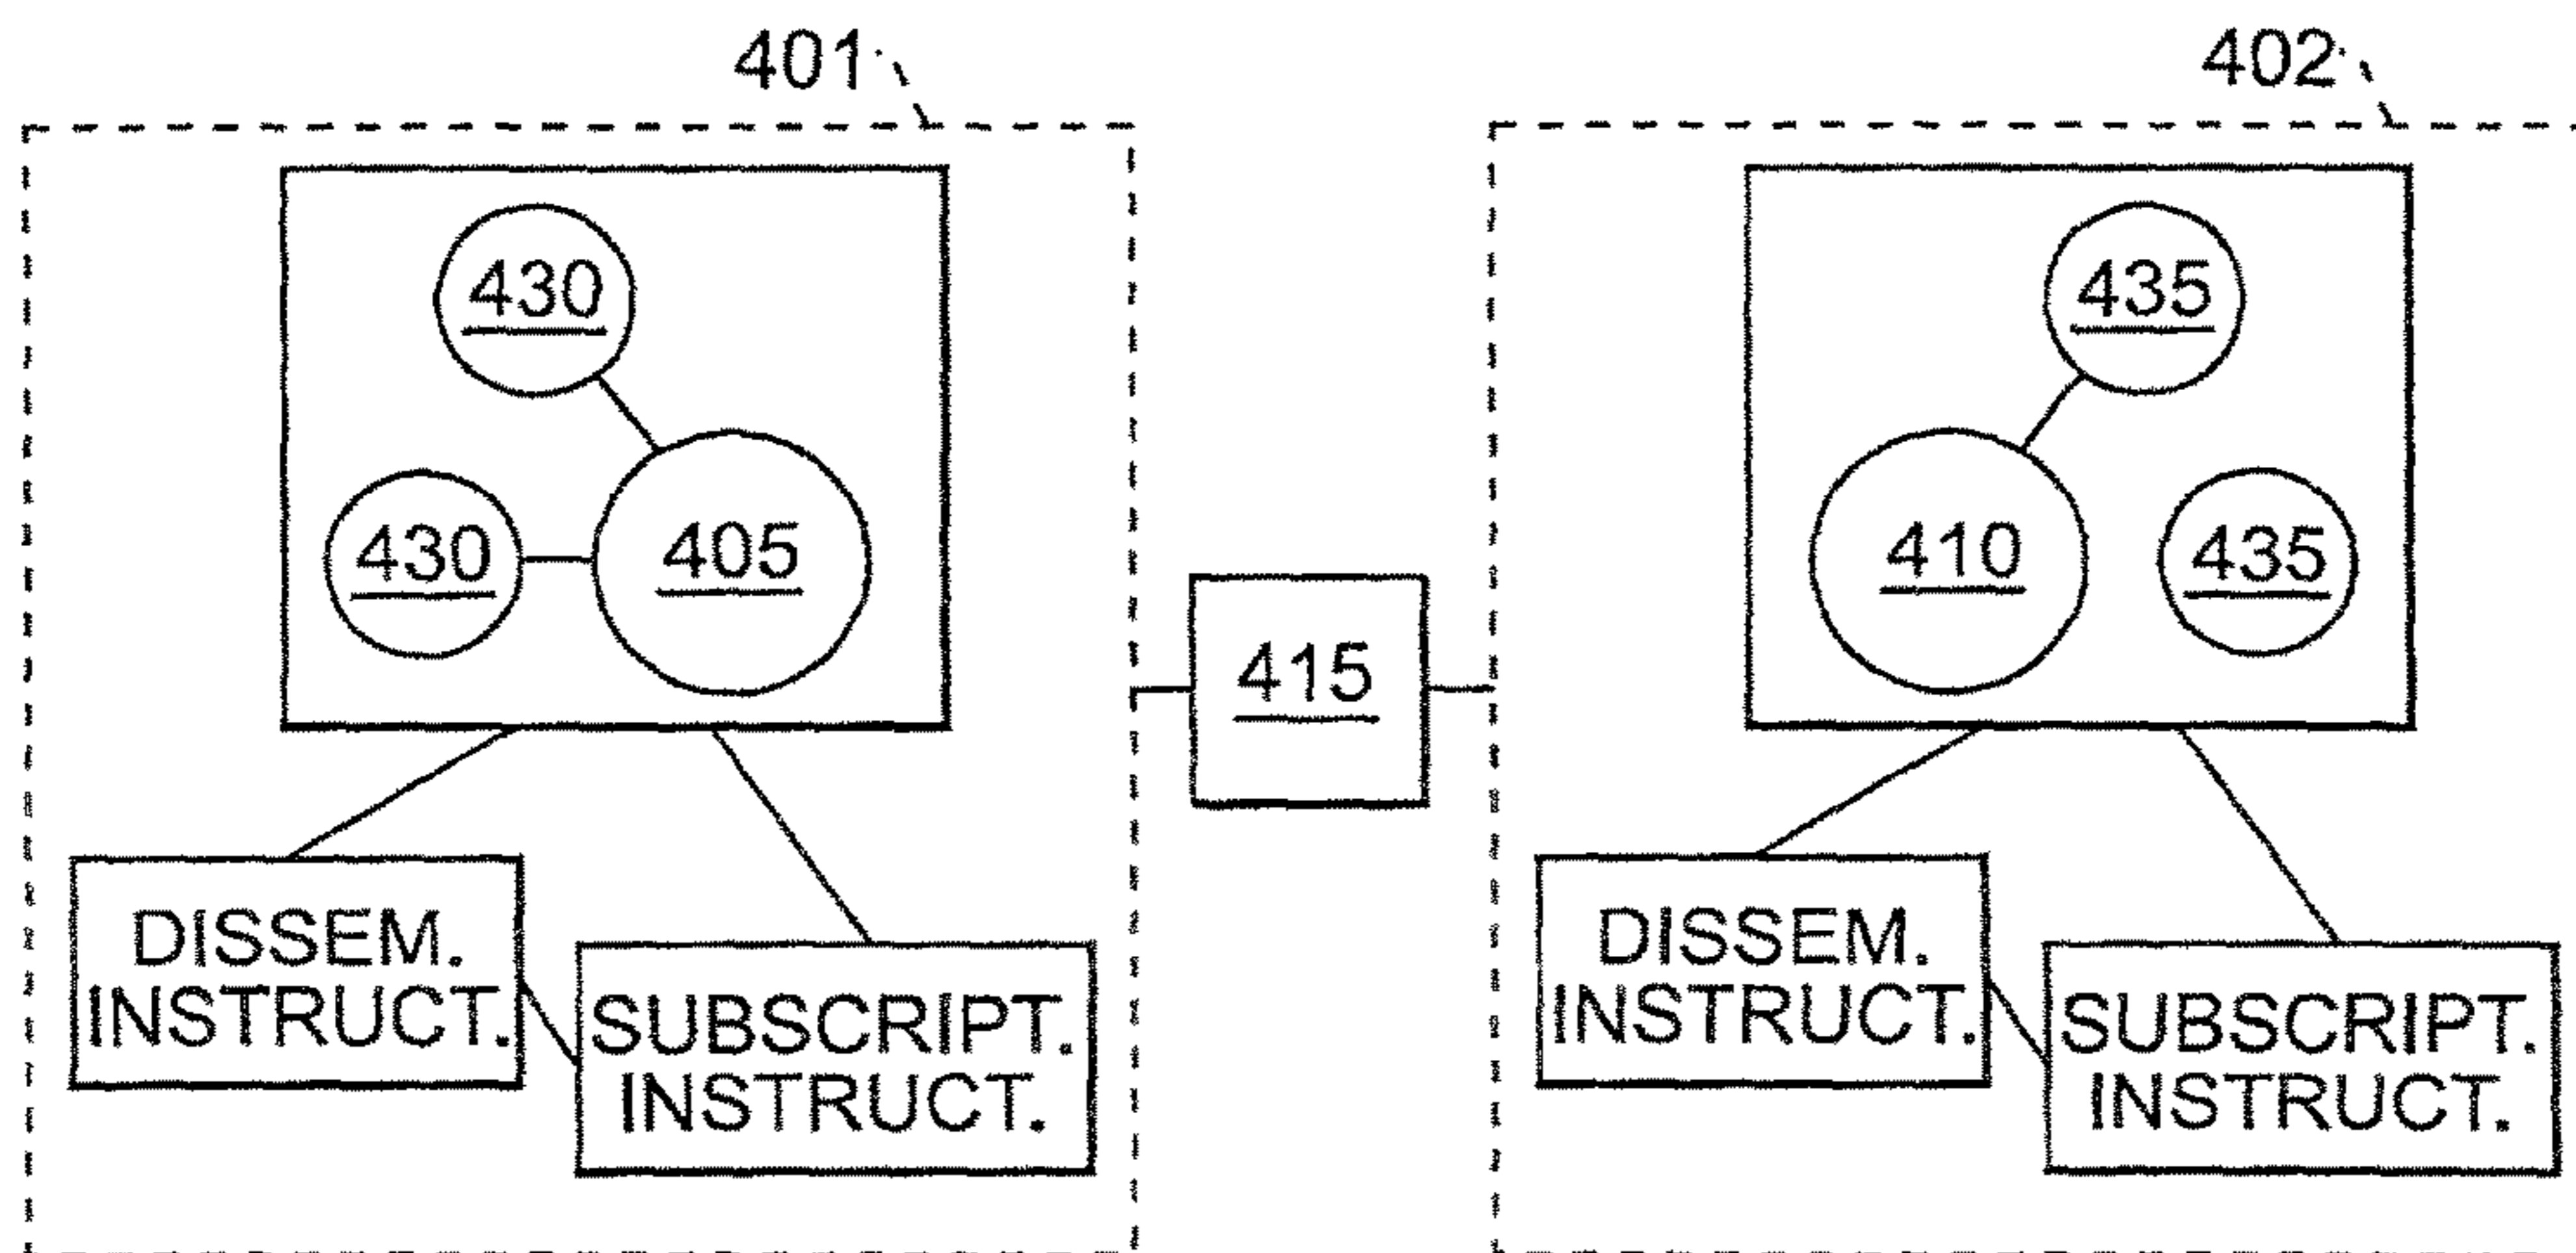 401
402
430
430
405
DISSEM.
INSTRUCT.
SUBSCRIPT.
INSTRUCT.
415
435
410
435
DISSEM.
INSTRUCT.
SUBSCRIPT.
INSTRUCT.